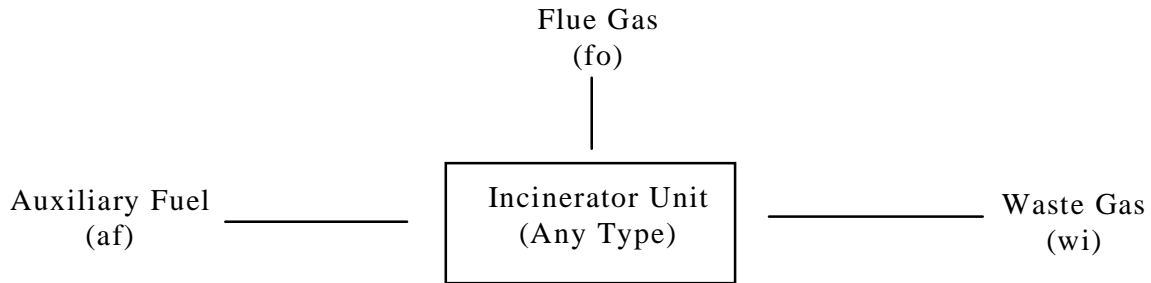 Flue Gas
(fo)
Auxiliary Fuel
(af)
Incinerator Unit
(Any Type)
Waste Gas
(wi)